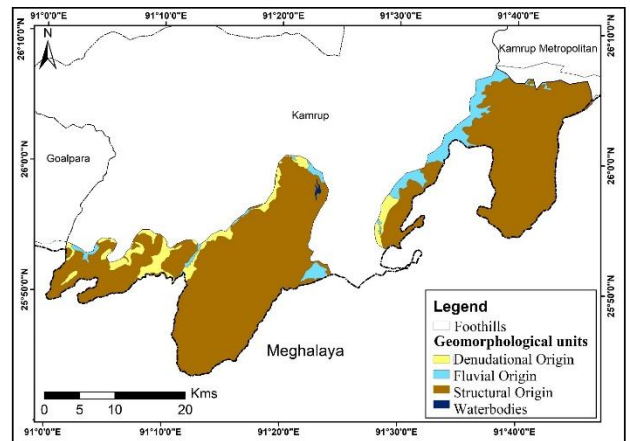 91°0'0"E 91°10'0"E 91°20'0"E 91°30'0"E 91°40'0"E
N
26°10'0"N
26°10'0"N
Kamrup Metropolitan
Kamrup
Goalpara
26°0'0"N
26°0'0"N
25°50'0"N
25°50'0"N
Meghalaya
Legend
Foothills
Geomorphological units
Denudational Origin
Fluvial Origin
Structural Origin
Waterbodies
Kms
0 5 10 20
91°0'0"E 91°10'0"E 91°20'0"E 91°30'0"E 91°40'0"E